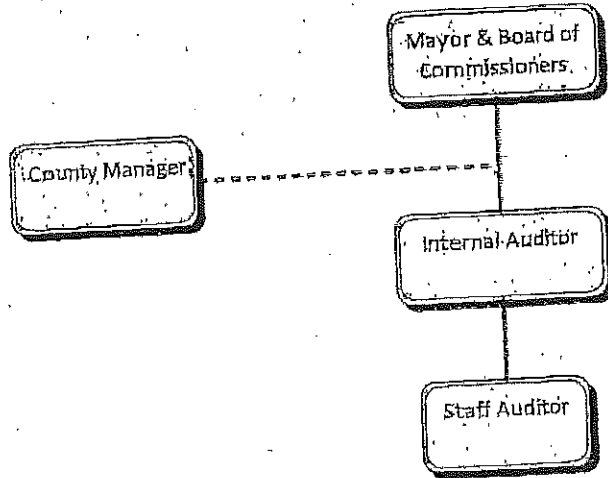 Mayor & Board of
Commissioners
County Manager
Internal Auditor
Staff Auditor